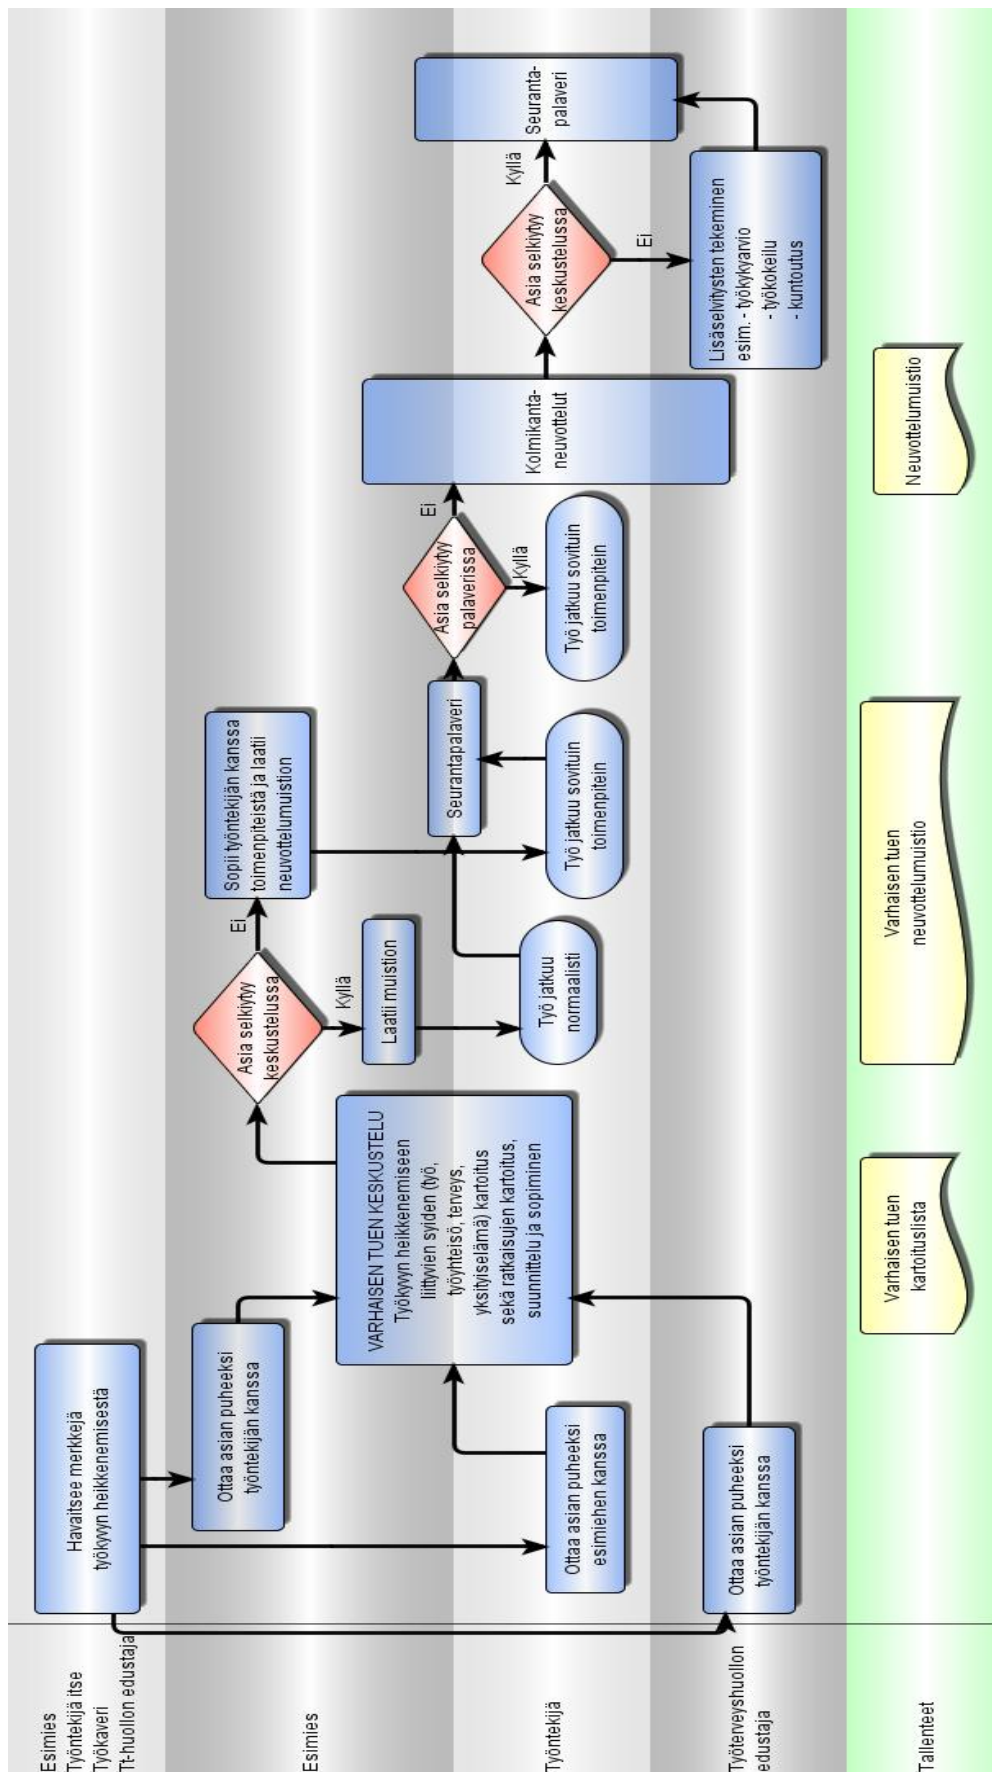 Esimies
Työntekijä itse
Työkaveri
Tt-huollon edustaja
Havaitsee merkkejä
työkyvyn heikkenemisestä
Esimies
Ottaa asian puheeksi
työntekijän kanssa
VARHAISEN TUEN KESKUSTELU
Työkyvyn heikkenemiseen
liittyvien syiden (työ,
työyhteisö, terveys,
yksityiselämä) kartoitus
sekä ratkaisujen kartoitus,
suunnittelu ja sopiminen
Asia selkiytyy
keskustelussa
Ei
Kyllä
Sopii työntekijän kanssa
toimenpiteistä ja laatii
neuvottelumuistion
Laatii muistion
Työntekijä
Ottaa asian puheeksi
esimiehen kanssa
Työ jatkuu
normaalisti
Työ jatkuu sovituin
toimenpitein
Seurantapalaveri
Asia selkiytyy
palaverissa
Ei
Kyllä
Työ jatkuu sovituin
toimenpitein
Kolmikanta-
neuvottelut
Asia selkiytyy
keskustelussa
Kyllä
Ei
Seuranta-
palaveri
Työterveyshuollon
edustaja
Ottaa asian puheeksi
työntekijän kanssa
Lisäselvitysten tekeminen
esim. - työkykyarvio
- työkokeilu
- kuntoutus
Tallenteet
Varhaisen tuen
kartoituslista
Varhaisen tuen
neuvottelumuistio
Neuvottelumuistio